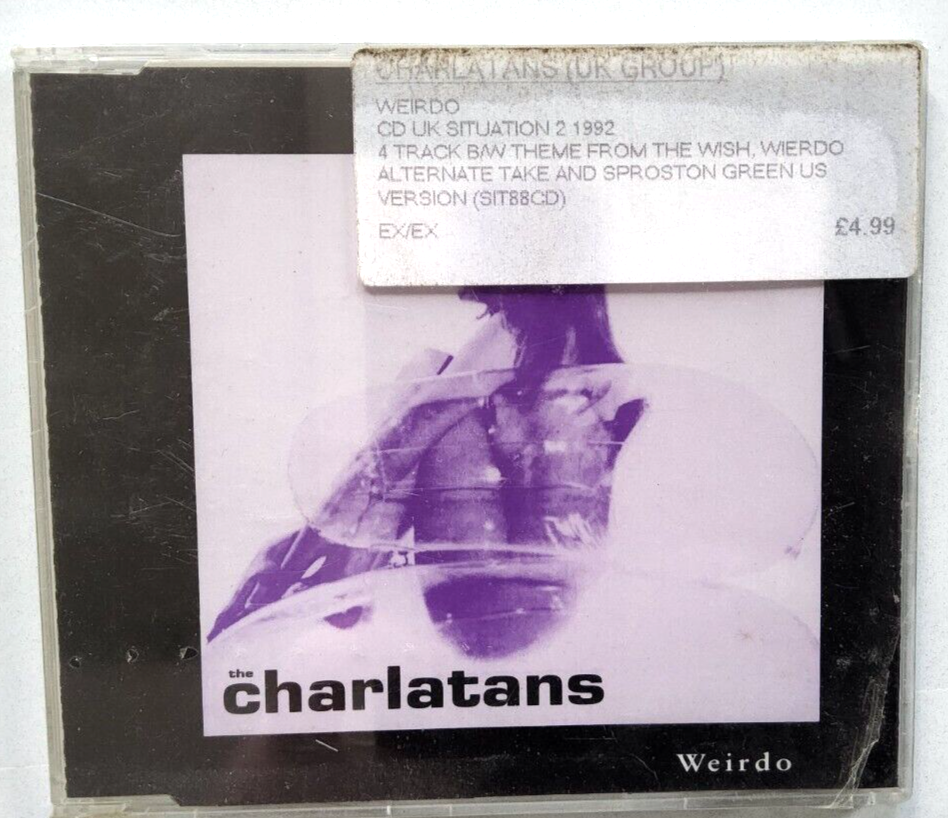 CHARLATANS (UK GROUP)
WEIRDO
CD UK SITUATION 2 1992
4 TRACK B/W THEME FROM THE WISH, WIERDO
ALTERNATE TAKE AND SPROSTON GREEN US
VERSION (SIT88CD)
EX/EX £4.99
the
charlatans
Weirdo